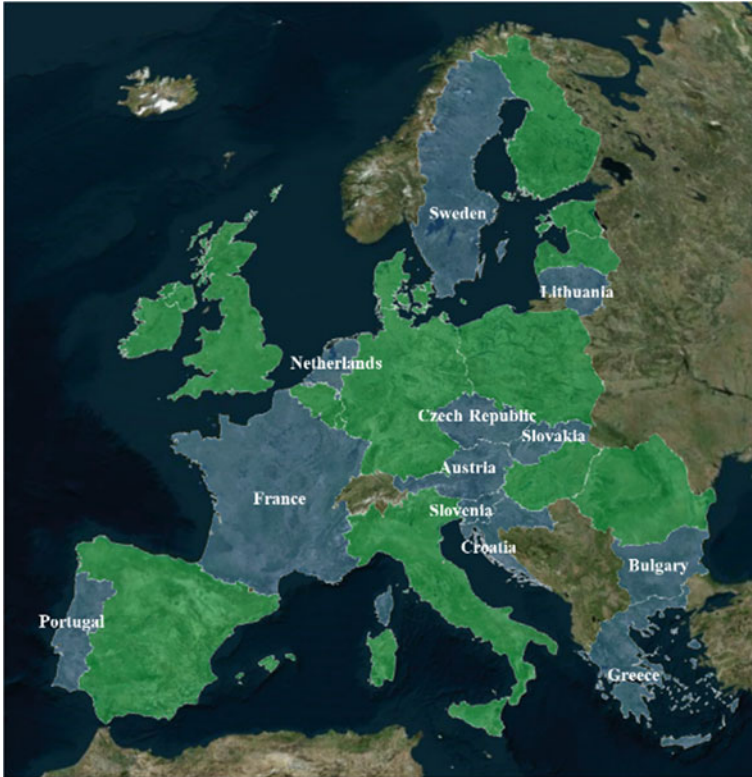 Sweden
Lithuania
Netherlands
Czech Republic
Slovakia
Austria
France
Slovenia
Croatia
Bulgary
Portugal
Greece